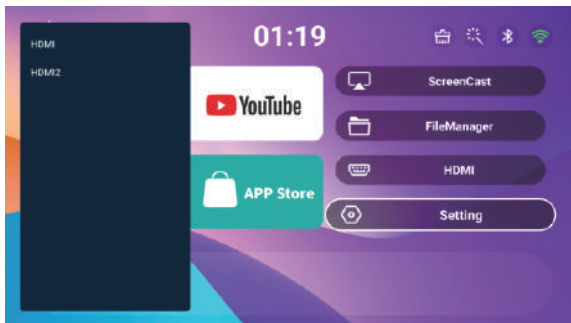 HDMI
HDMI2
01:19
YouTube
APP Store
ScreenCast
FileManager
HDMI
Setting